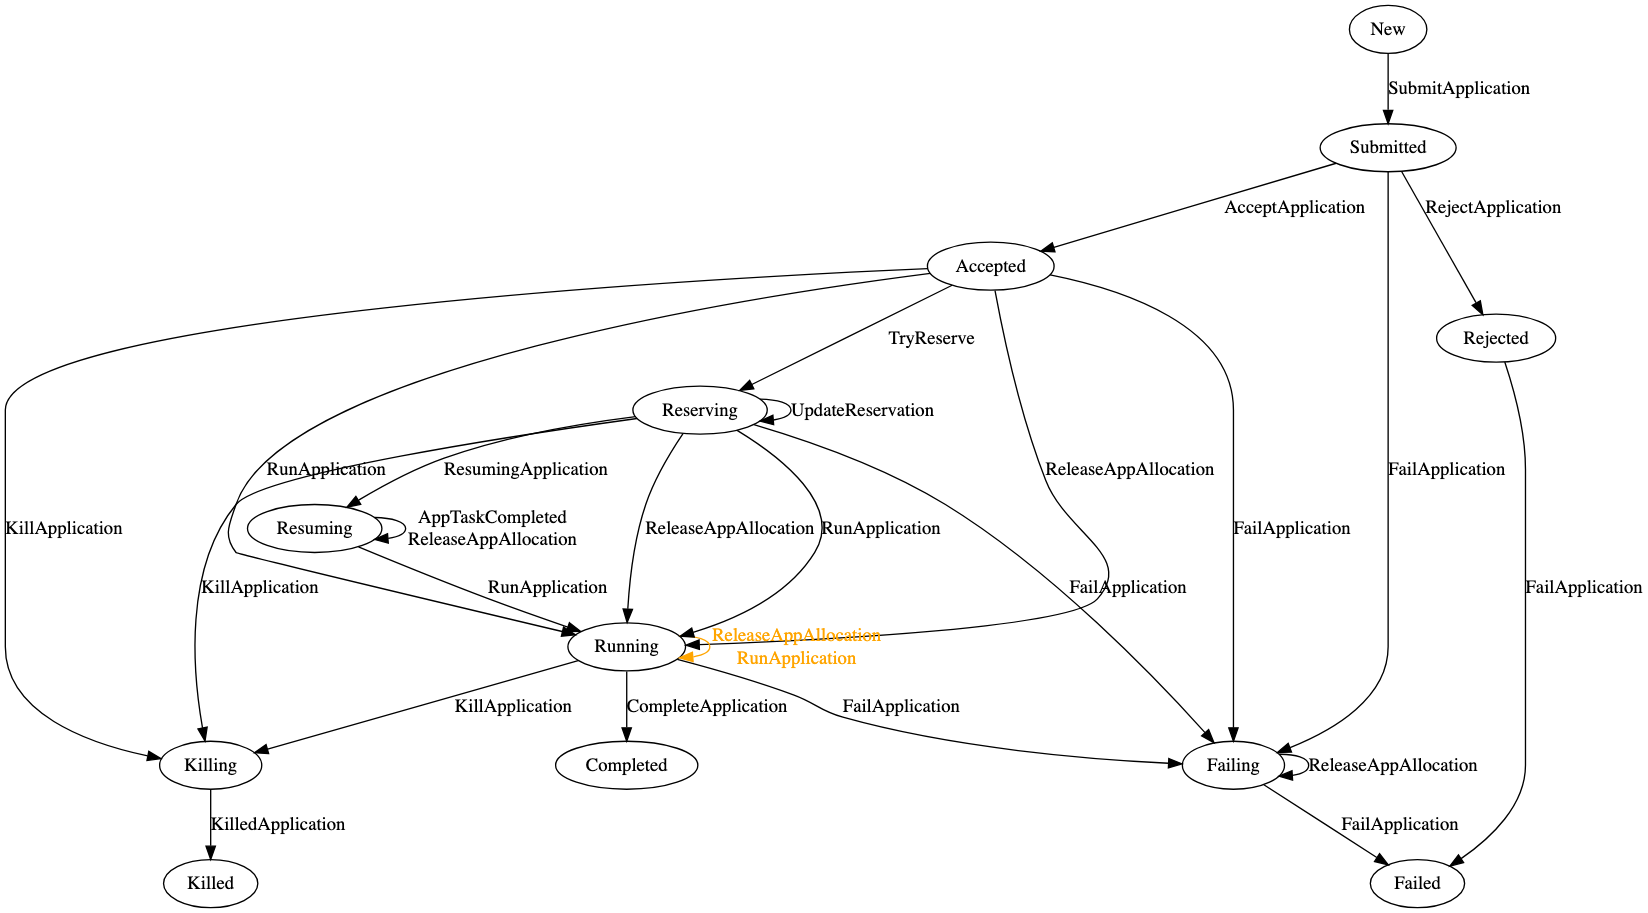 New
SubmitApplication
Submitted
AcceptApplication
RejectApplication
Accepted
TryReserve
Rejected
Reserving
UpdateReservation
RunApplication
ResumingApplication
ReleaseAppAllocation
FailApplication
KillApplication
Resuming
AppTaskCompleted
ReleaseAppAllocation
ReleaseAppAllocation
RunApplication
FailApplication
KillApplication
RunApplication
FailApplication
FailApplication
Running
ReleaseAppAllocation
RunApplication
KillApplication
CompleteApplication
FailApplication
Killing
Completed
Failing
ReleaseAppAllocation
KilledApplication
FailApplication
Killed
Failed